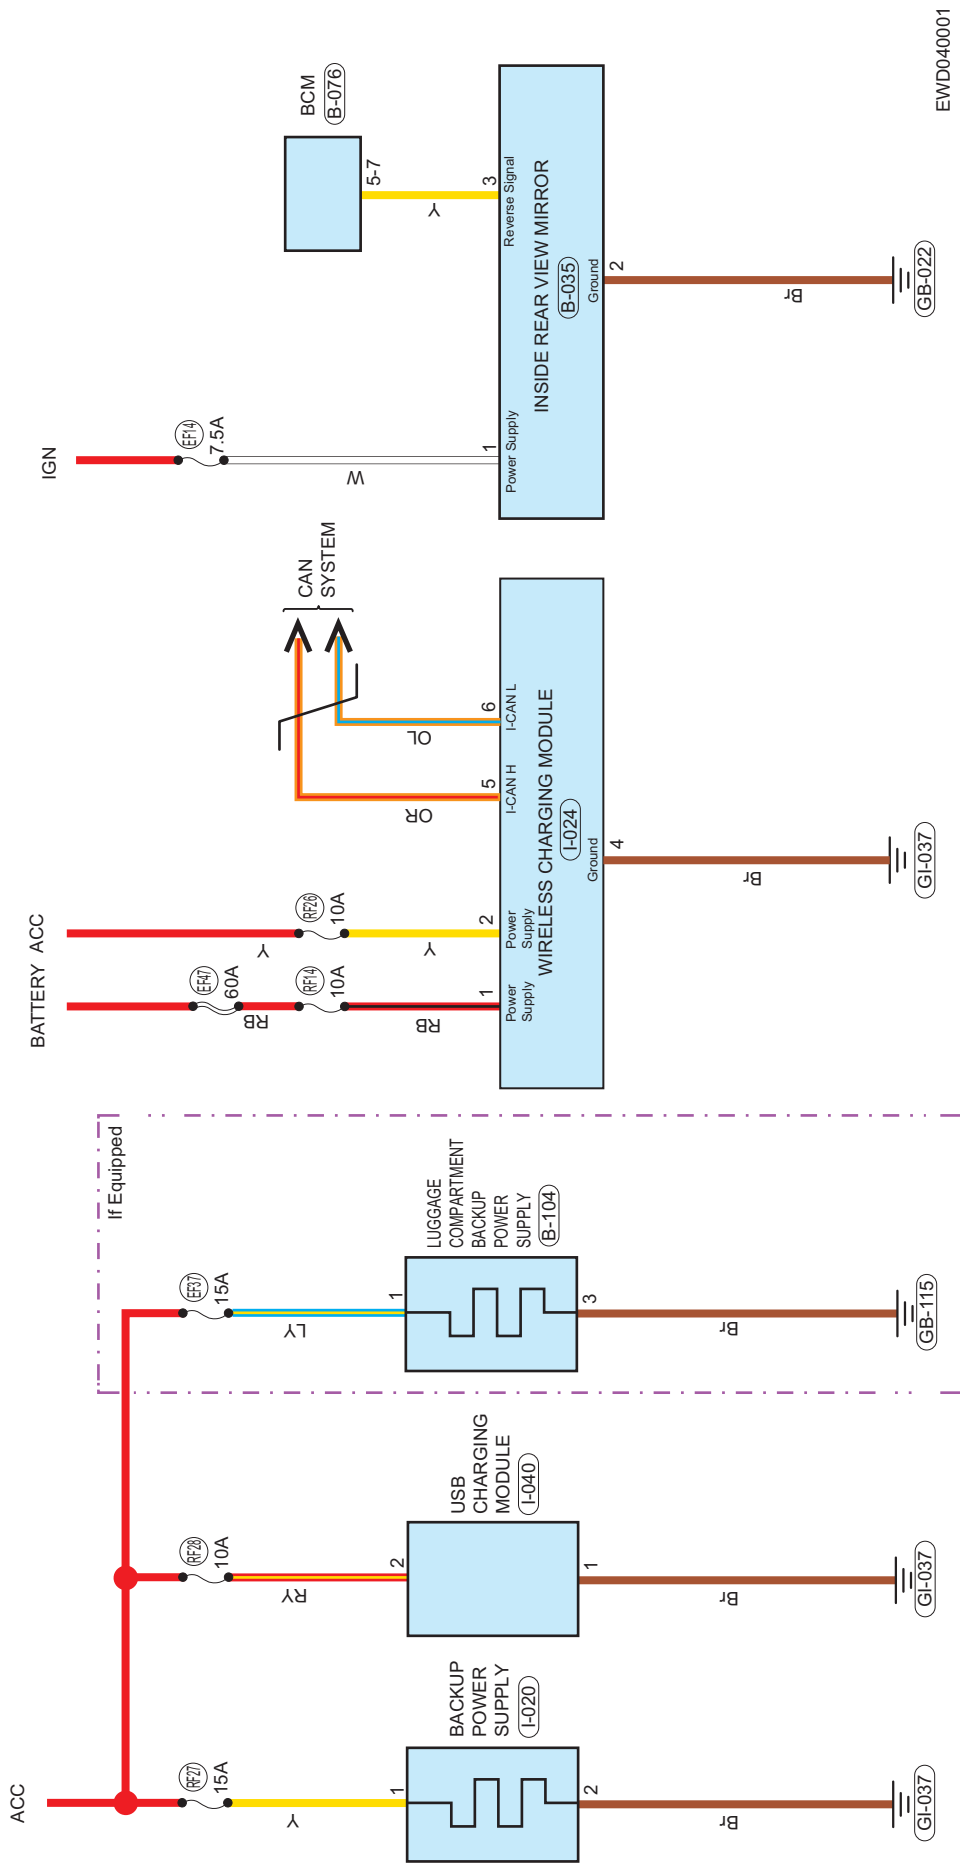 ACC
RF27
15A
Y
1
BACKUP
POWER
SUPPLY
I-020
2
Br
GI-037
RF28
10A
RY
2
USB
CHARGING
MODULE
I-040
1
Br
GI-037
If Equipped
EF37
15A
LY
1
LUGGAGE
COMPARTMENT
BACKUP
POWER
SUPPLY
B-104
3
Br
GB-115
BATTERY
ACC
EF47
60A
RB
RF14
10A
RB
1
Power
Supply
Y
RF26
10A
Y
2
Power
Supply
OR
5
I-CAN H
OL
6
I-CAN L
CAN
SYSTEM
WIRELESS CHARGING MODULE
I-024
Ground
4
Br
GI-037
IGN
EF14
7.5A
W
1
Power Supply
BCM
B-076
5-7
Y
3
Reverse Signal
INSIDE REAR VIEW MIRROR
B-035
Ground
2
Br
GB-022
EWD040001